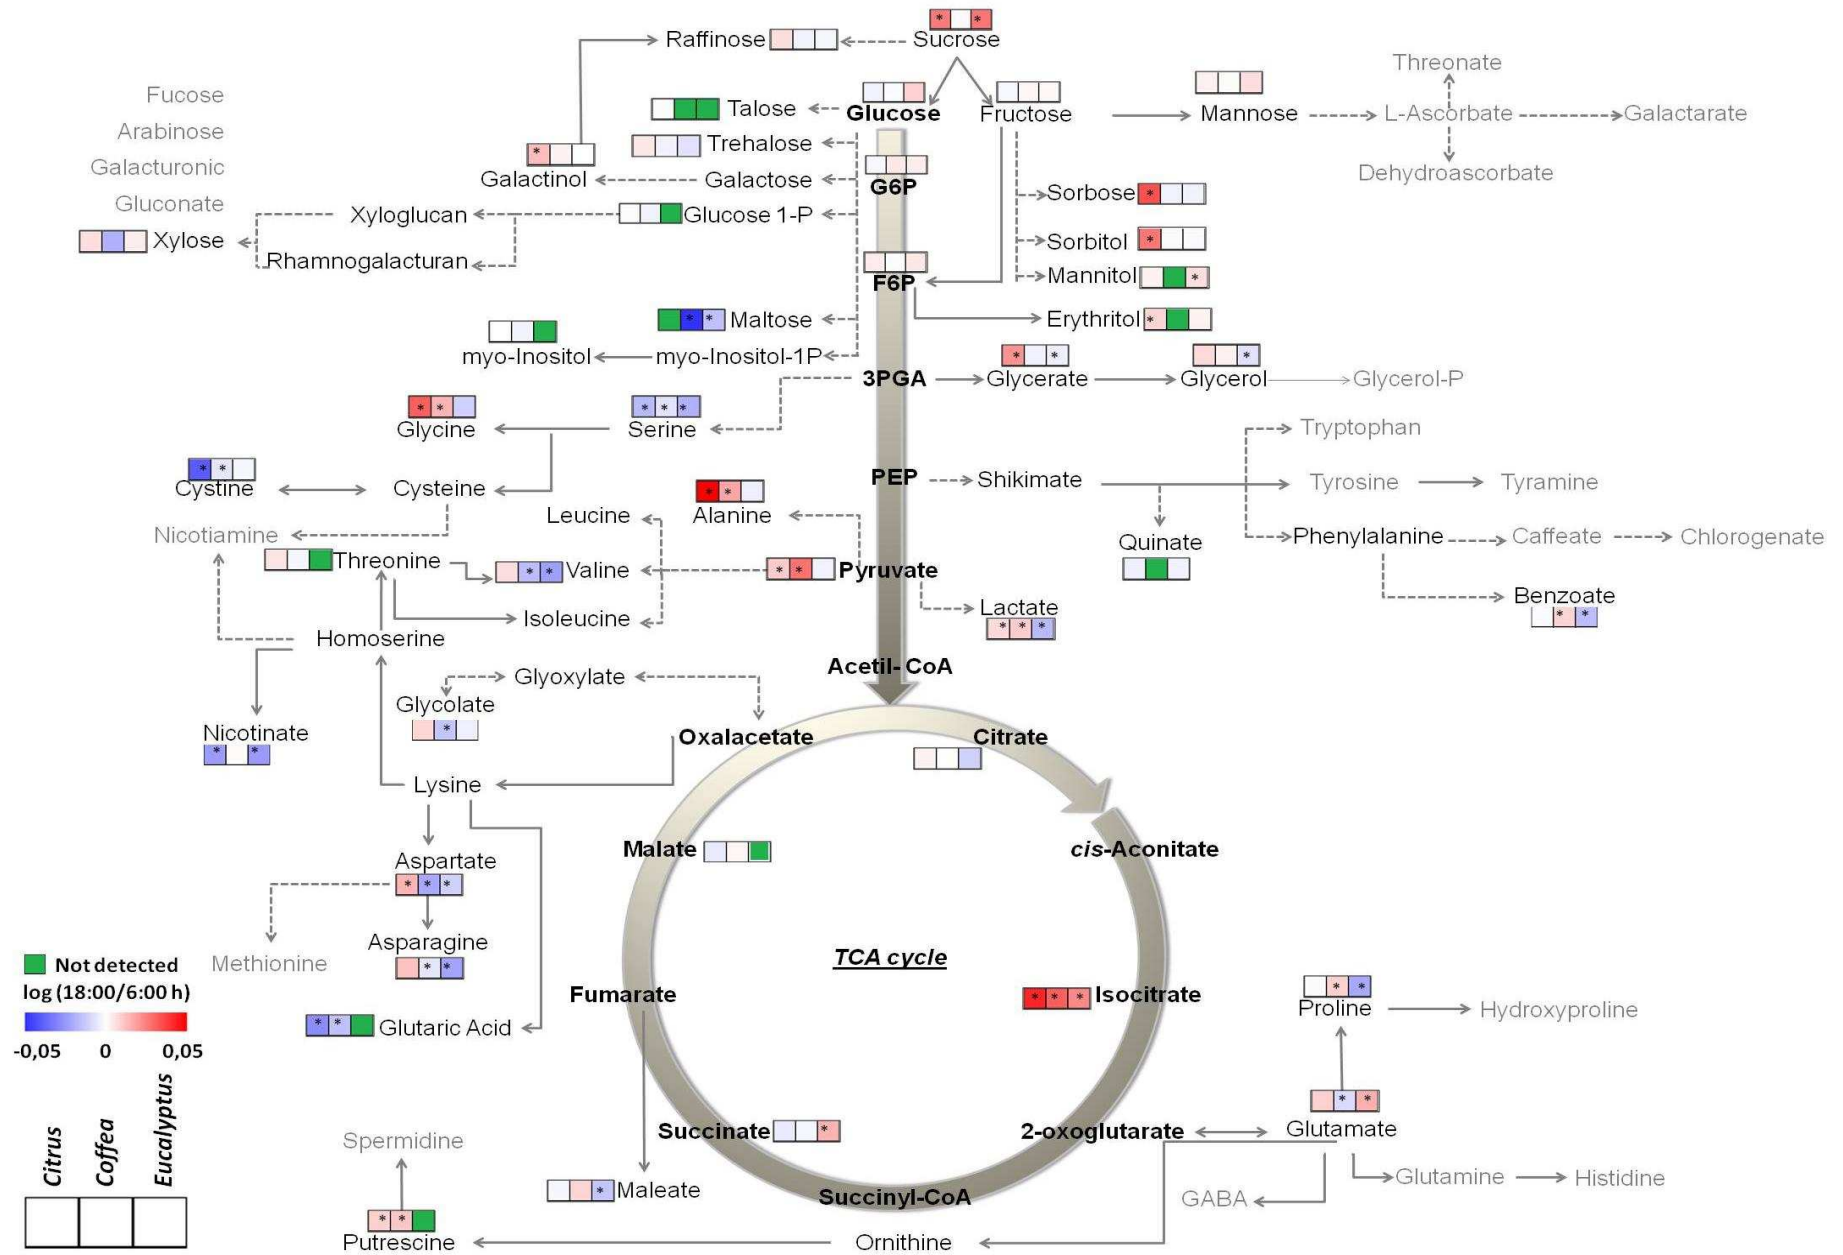 * *
Raffinose
Sucrose
Threonate
Fucose
Talose
Glucose
Fructose
Mannose
L-Ascorbate
Galactarate
Arabinose
*
Trehalose
Galacturonic
Galactinol
Galactose
G6P
Dehydroascorbate
Gluconate
Xyloglucan
Glucose 1-P
Sorbose *
Xylose
Rhamnogalacturan
Sorbitol *
F6P
Mannitol *
* * Maltose
Erythritol *
myo-Inositol
myo-Inositol-1P
* *
*
3PGA
Glycerate
Glycerol
Glycerol-P
* *
* * *
Glycine
Serine
Tryptophan
* *
Cystine
Cysteine
PEP
Shikimate
Tyrosine
Tyramine
* *
Leucine
Alanine
Nicotiamine
Quinate
Phenylalanine
Caffeate
Chlorogenate
Threonine
* * Valine
* * Pyruvate
Benzoate
* *
Isoleucine
Lactate
* * *
Homoserine
Acetil-CoA
Glyoxylate
Glycolate
*
Nicotinate
* *
Oxalacetate
Citrate
Lysine
Malate
cis-Aconitate
Aspartate
* * *
Asparagine
* *
Methionine
TCA cycle
Not detected
log (18:00/6:00 h)
-0,05 0 0,05
Fumarate
* * * Isocitrate
* *
Proline
Hydroxyproline
* * Glutaric Acid
Citrus
Coffea
Eucalyptus
* *
Spermidine
Succinate *
2-oxoglutarate
Glutamate
* Maleate
Succinyl-CoA
GABA
Glutamine
Histidine
* *
Putrescine
Ornithine